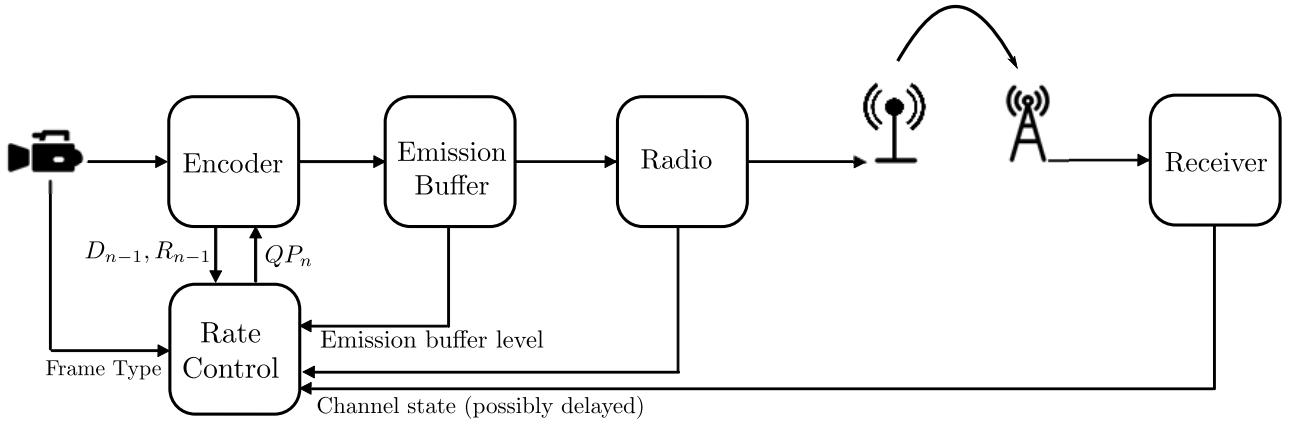 Encoder
Emission
Buffer
Radio
Receiver
D_{n-1}, R_{n-1}
QP_n
Rate
Control
Emission buffer level
Frame Type
Channel state (possibly delayed)